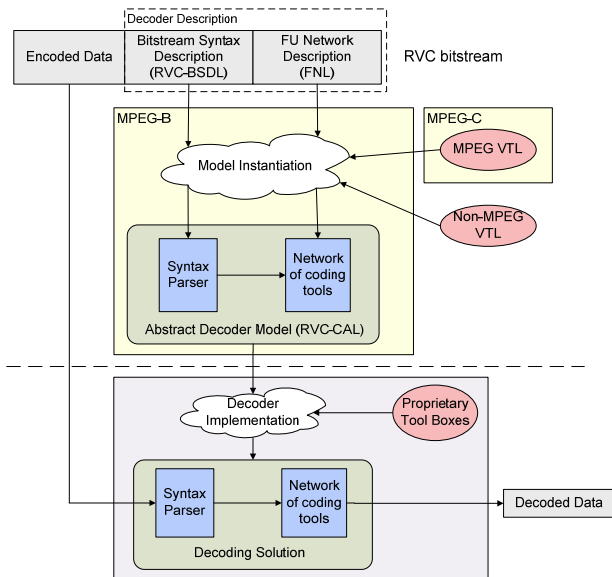 Decoder Description
Encoded Data
Bitstream Syntax
Description
(RVC-BSDL)
FU Network
Description
(FNL)
RVC bitstream
MPEG-B
MPEG-C
MPEG VTL
Model Instantiation
Non-MPEG
VTL
Syntax
Parser
Network
of coding
tools
Abstract Decoder Model (RVC-CAL)
Decoder
Implementation
Proprietary
Tool Boxes
Syntax
Parser
Network
of coding
tools
Decoded Data
Decoding Solution